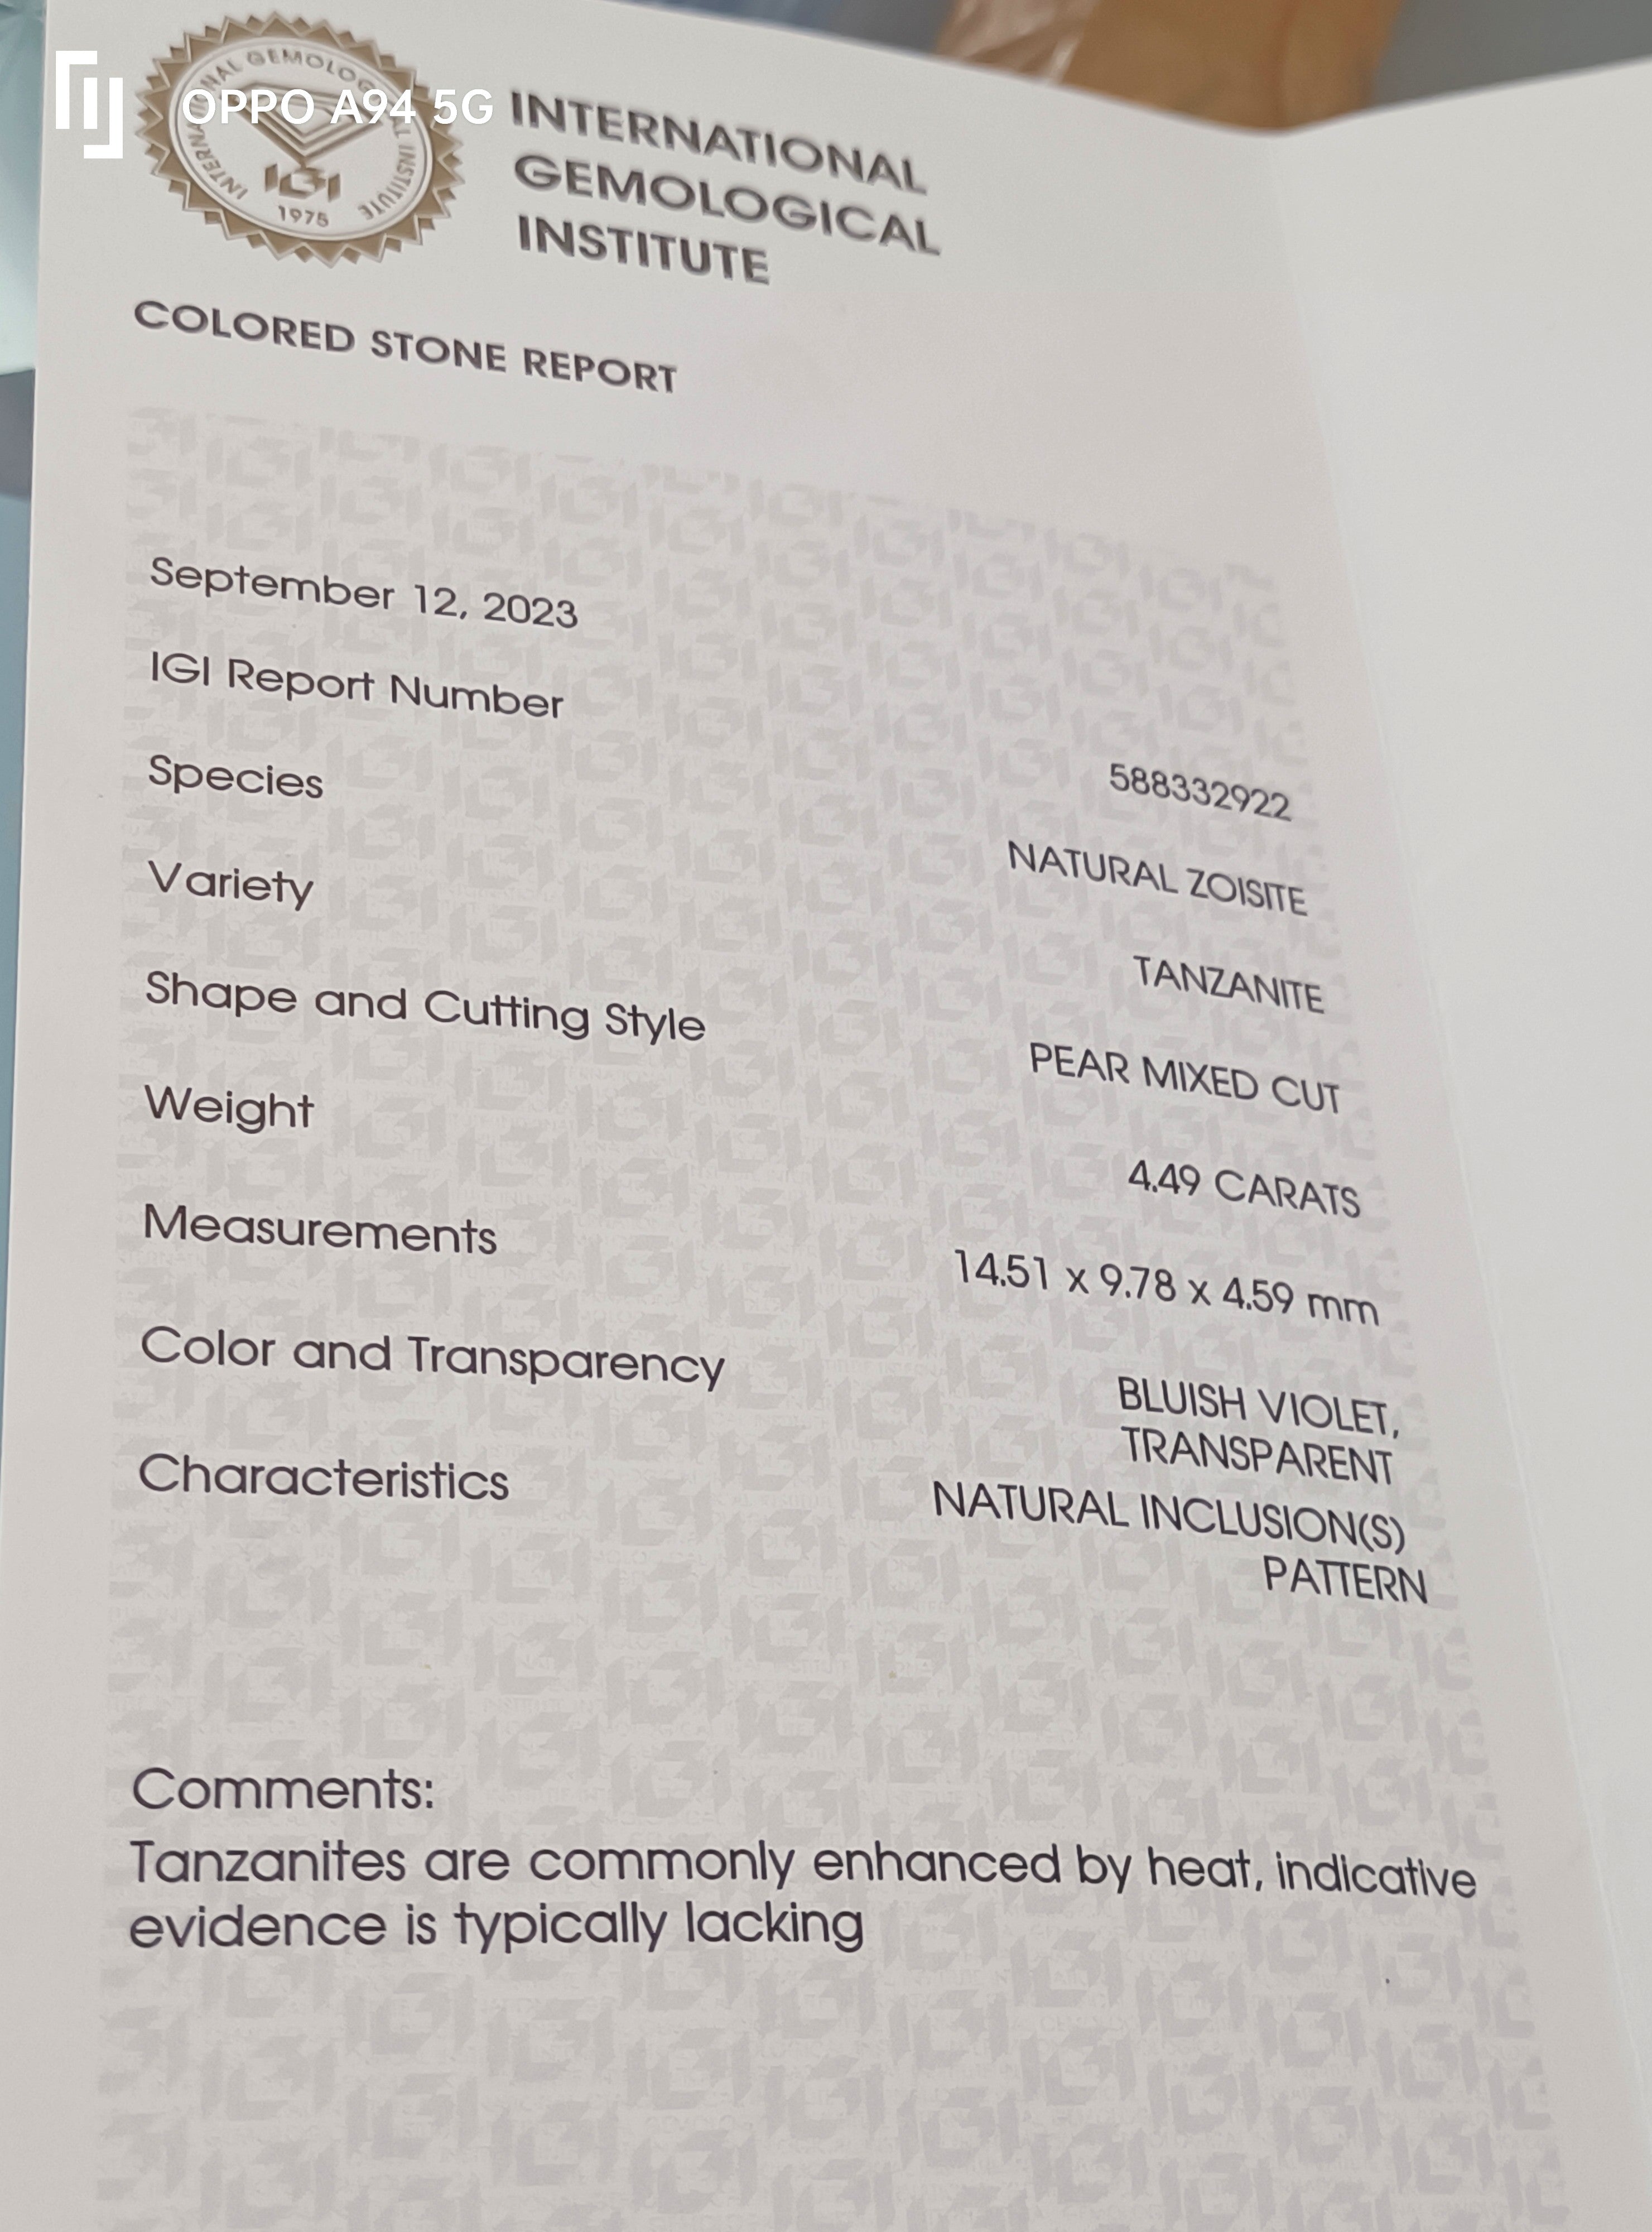 OPPO A94 5G
INTERNATIONAL GEMOLOGICAL INSTITUTE
IGI
1975
INTERNATIONAL
GEMOLOGICAL
INSTITUTE
COLORED STONE REPORT
September 12, 2023
IGI Report Number 588332922
Species NATURAL ZOISITE
Variety TANZANITE
Shape and Cutting Style PEAR MIXED CUT
Weight 4.49 CARATS
Measurements 14.51 x 9.78 x 4.59 mm
Color and Transparency BLUISH VIOLET,
TRANSPARENT
Characteristics NATURAL INCLUSION(S)
PATTERN
Comments:
Tanzanites are commonly enhanced by heat, indicative
evidence is typically lacking